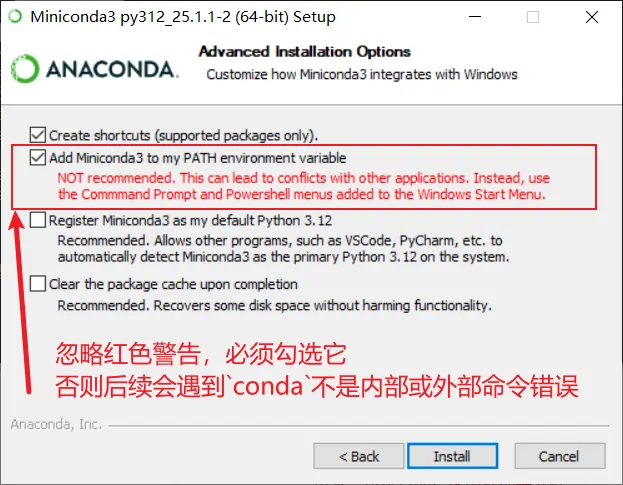 Miniconda3 py312_25.1.1-2 (64-bit) Setup
Advanced Installation Options
ANACONDA.
Customize how Miniconda3 integrates with Windows
Create shortcuts (supported packages only).
Add Miniconda3 to my PATH environment variable
NOT recommended. This can lead to conflicts with other applications. Instead, use
the Commmand Prompt and Powershell menus added to the Windows Start Menu.
Register Miniconda3 as my default Python 3.12
Recommended. Allows other programs, such as VSCode, PyCharm, etc. to
automatically detect Miniconda3 as the primary Python 3.12 on the system.
Clear the package cache upon completion
Recommended. Recovers some disk space without harming functionality.
忽略红色警告，必须勾选它
否则后续会遇到`conda`不是内部或外部命令错误
Anaconda, Inc.
< Back
Install
Cancel